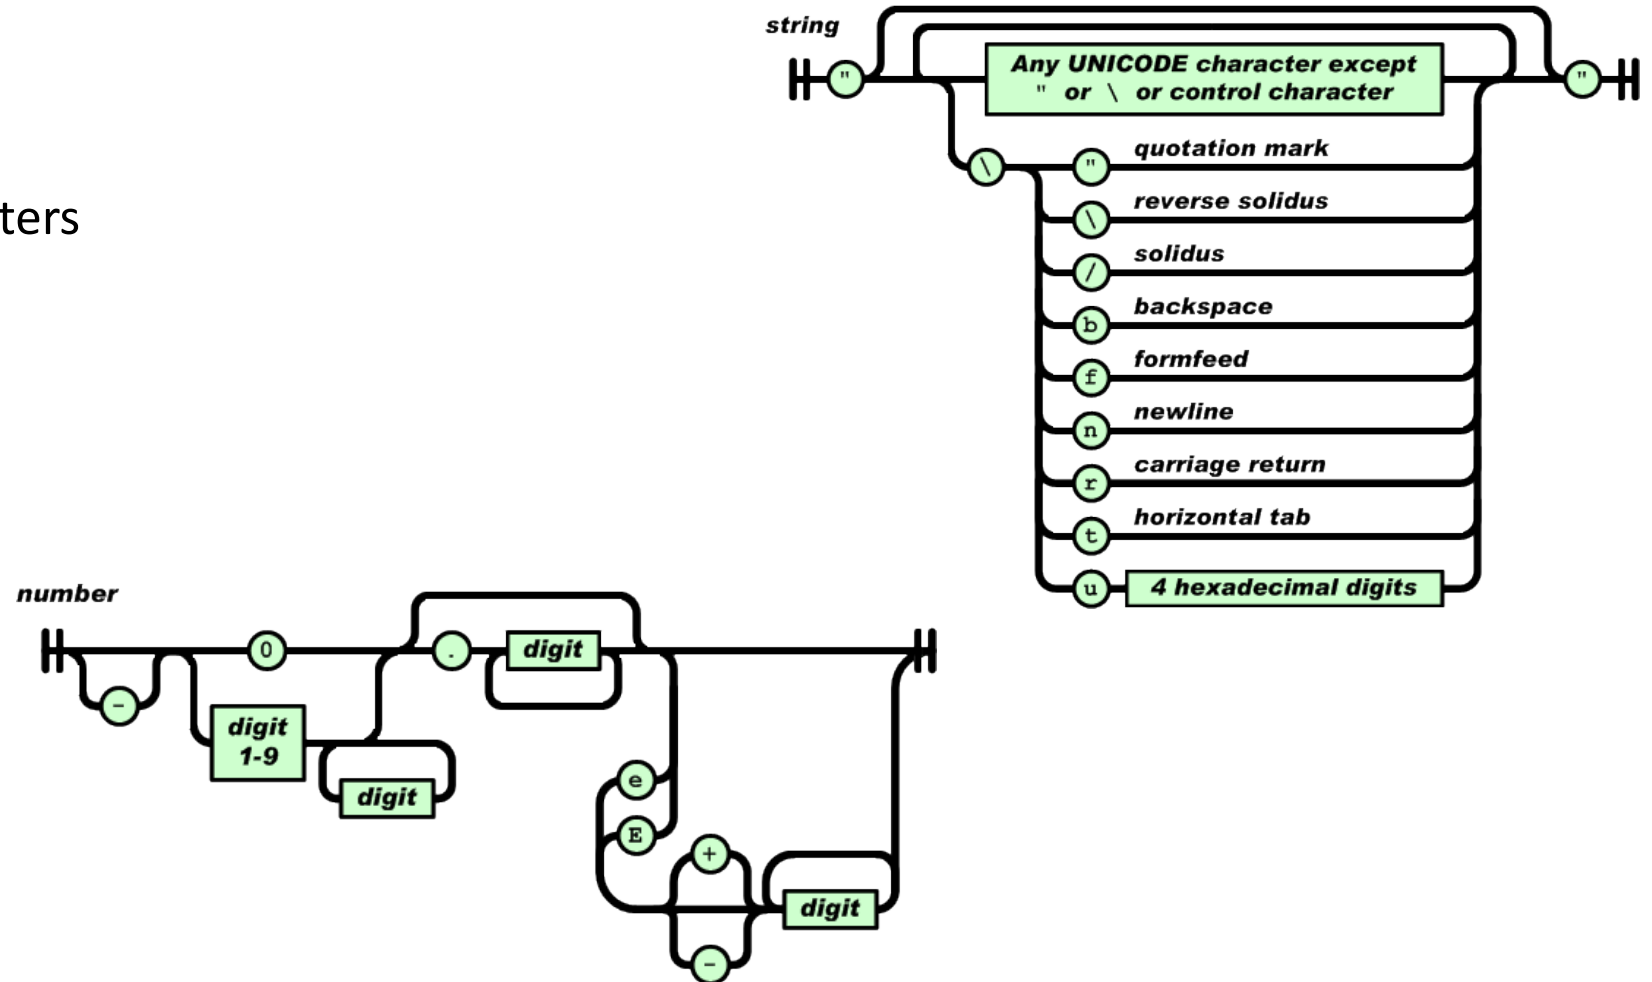 string
"
Any UNICODE character except
" or \ or control character
"
\
" quotation mark
ters
\ reverse solidus
/ solidus
b backspace
f formfeed
n newline
r carriage return
t horizontal tab
u 4 hexadecimal digits
number
0
. digit
-
digit
1-9
digit
e
E
+
digit
-